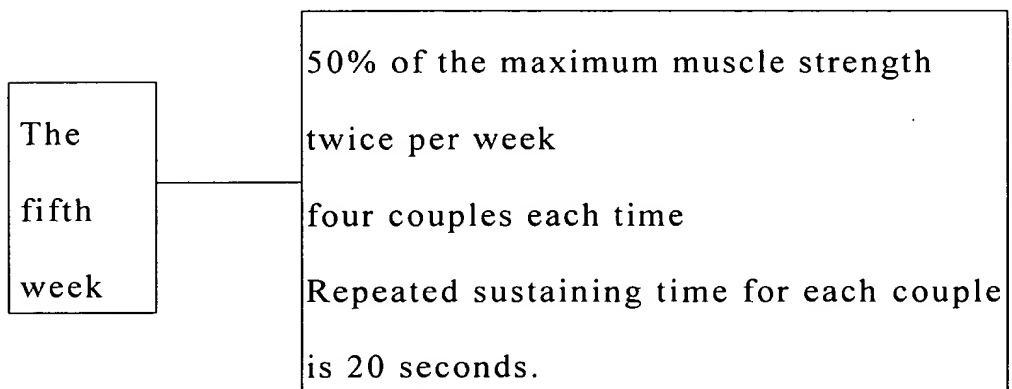 The
fifth
week
50% of the maximum muscle strength
twice per week
four couples each time
Repeated sustaining time for each couple
is 20 seconds.